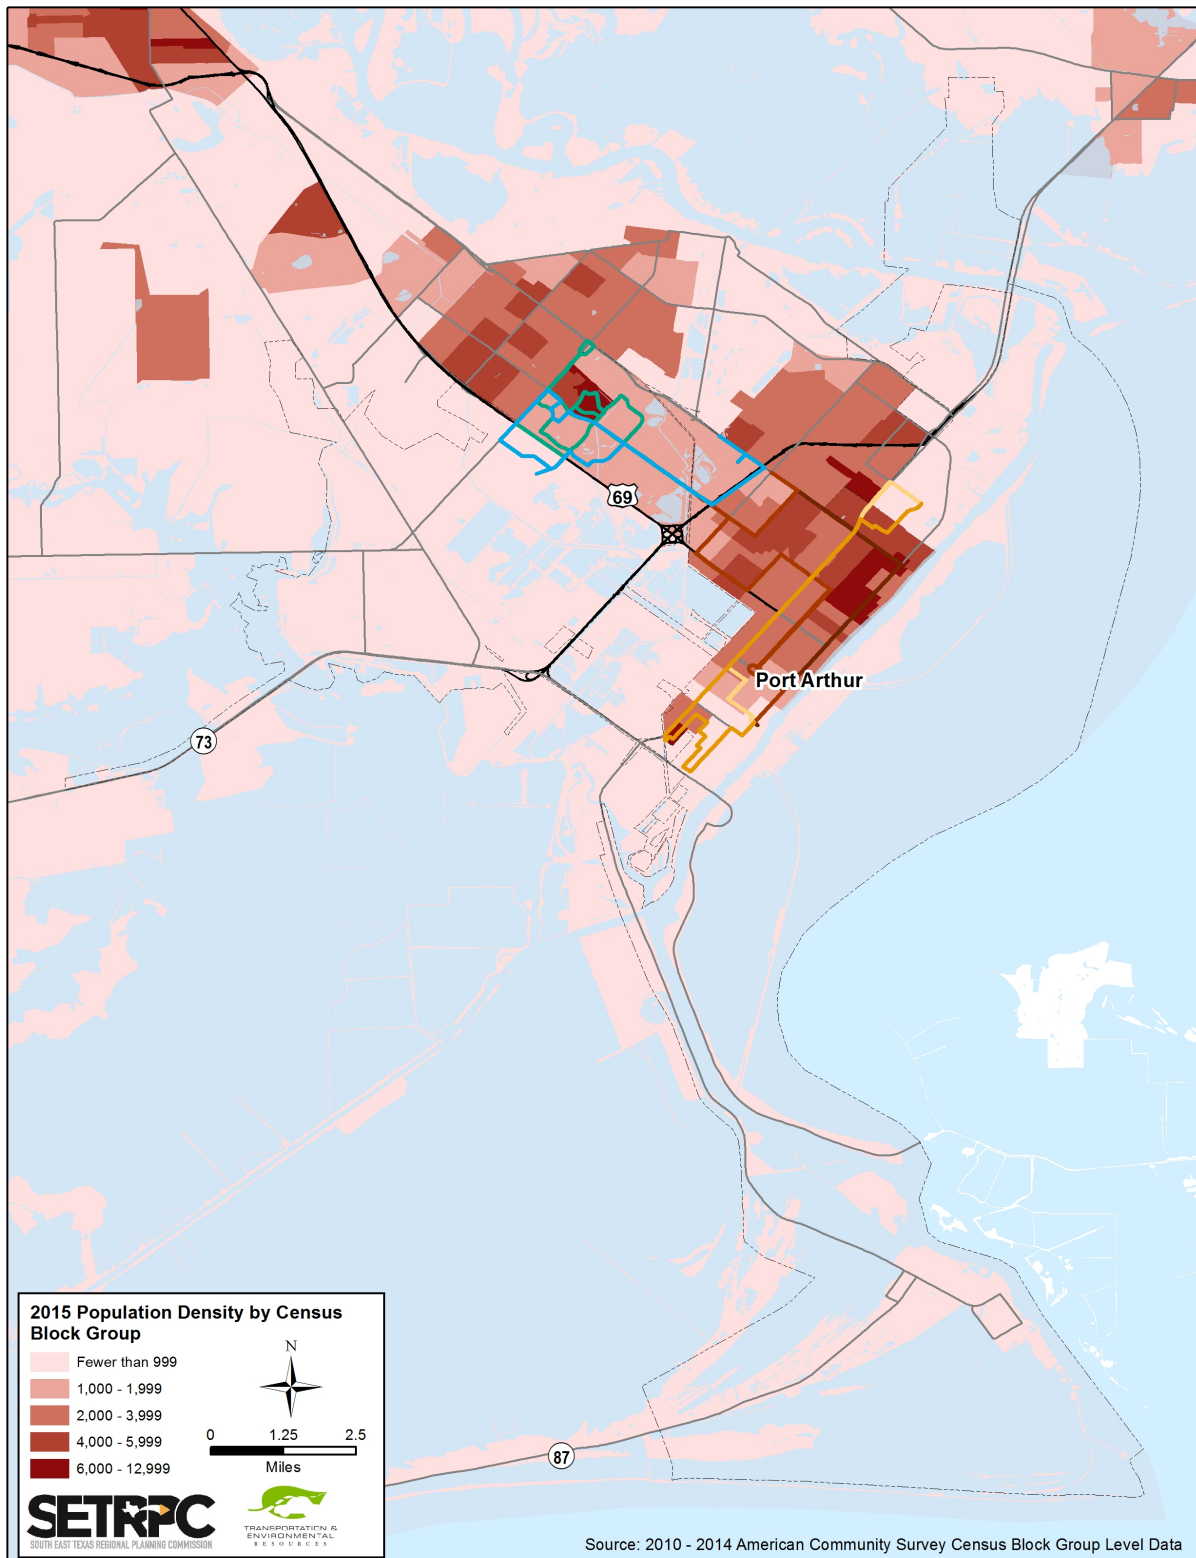 69
Port Arthur
73
2015 Population Density by Census
Block Group
Fewer than 999
1,000 - 1,999
2,000 - 3,999
4,000 - 5,999
6,000 - 12,999
N
0 1.25 2.5
Miles
SETRPC
SOUTH EAST TEXAS REGIONAL PLANNING COMMISSION
TRANSPORTATION &
ENVIRONMENTAL
RESOURCES
87
Source: 2010 - 2014 American Community Survey Census Block Group Level Data